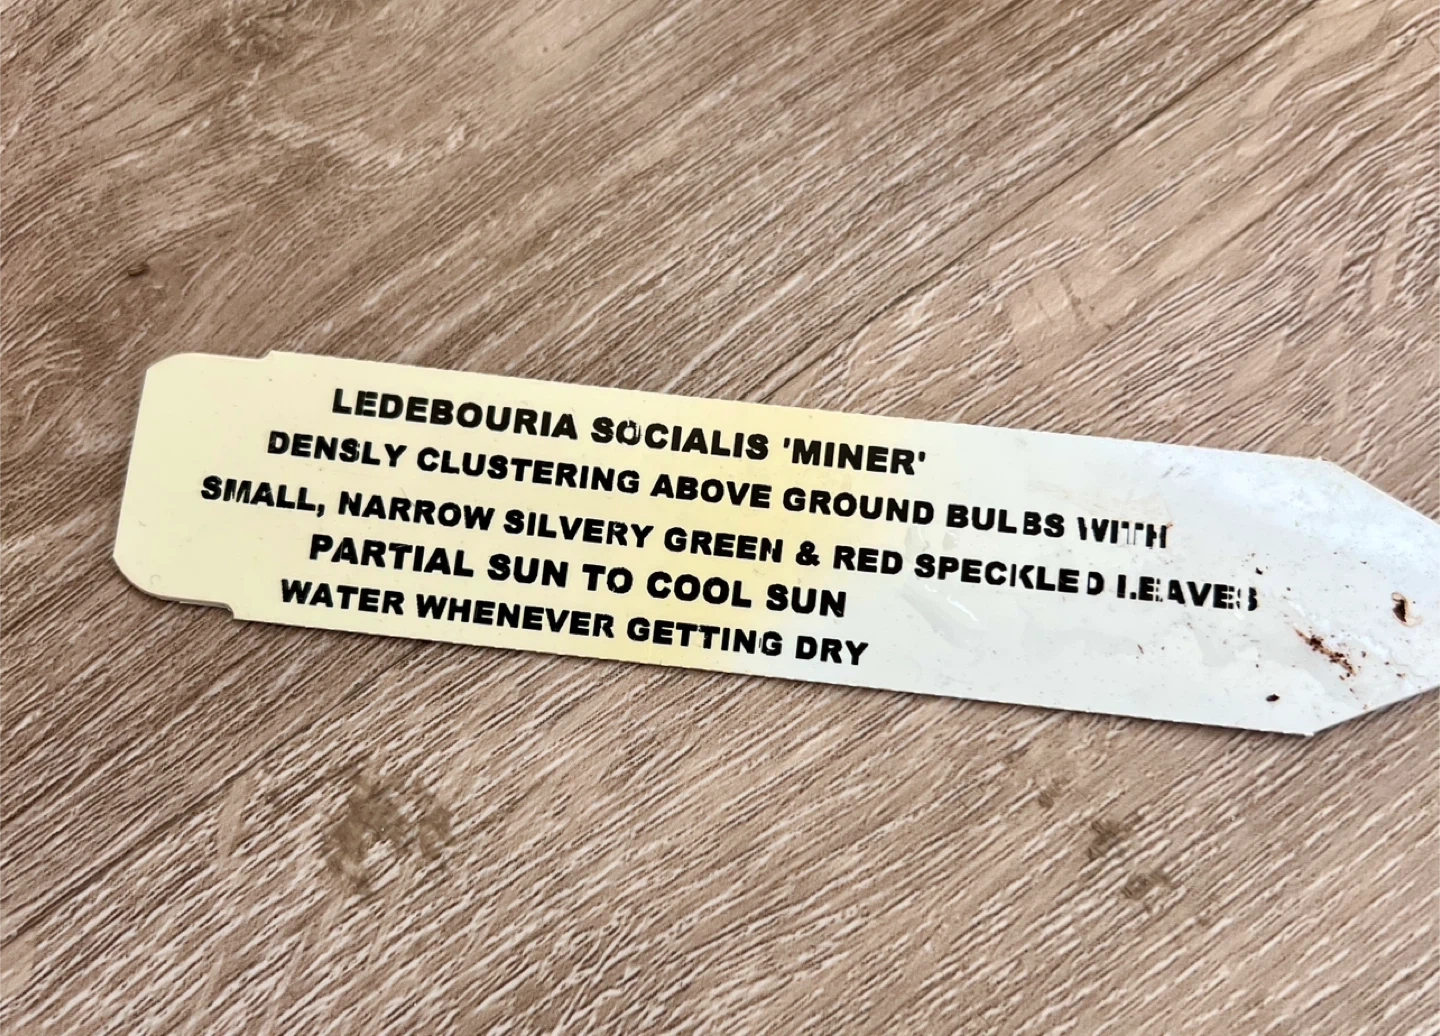 LEDEBOURIA SOCIALIS 'MINER'
DENSLY CLUSTERING ABOVE GROUND BULBS WITH
SMALL, NARROW SILVERY GREEN & RED SPECKLED LEAVES
PARTIAL SUN TO COOL SUN
WATER WHENEVER GETTING DRY